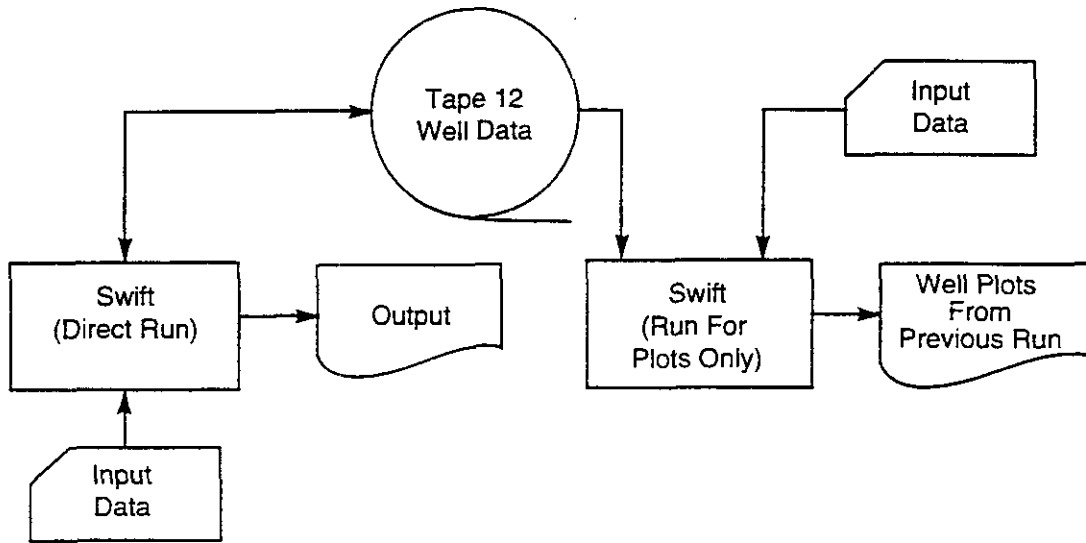 Tape 12
Well Data
Input
Data
Swift
(Direct Run)
Output
Swift
(Run For
Plots Only)
Well Plots
From
Previous Run
Input
Data